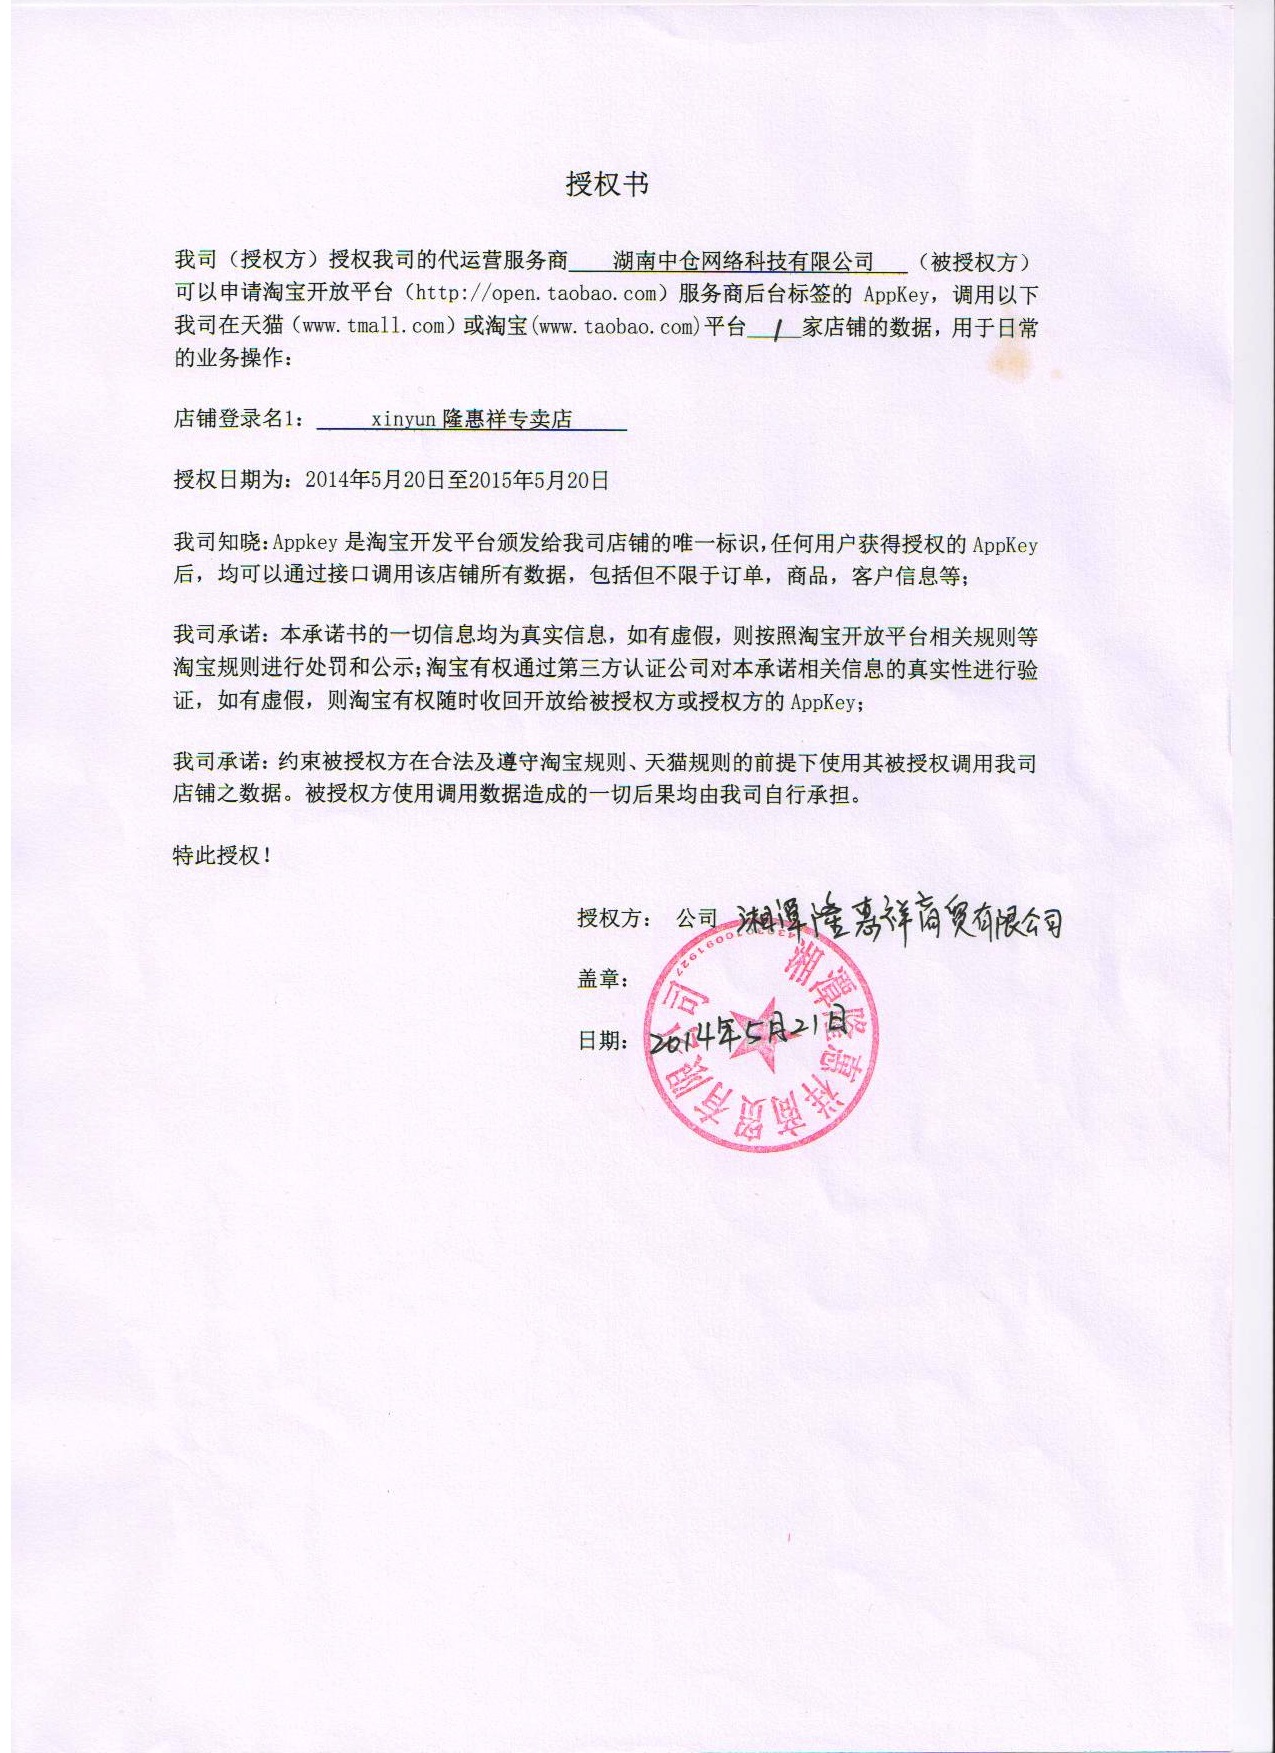 授权书
我司（授权方）授权我司的代运营服务商 湖南中仓网络科技有限公司 （被授权方）
可以申请淘宝开放平台（http://open.taobao.com）服务商后台标签的 AppKey，调用以下
我司在天猫（www.tmall.com）或淘宝(www.taobao.com)平台 1 家店铺的数据，用于日常
的业务操作：
店铺登录名1： xinyun隆惠祥专卖店
授权日期为：2014年5月20日至2015年5月20日
我司知晓：Appkey 是淘宝开发平台颁发给我司店铺的唯一标识，任何用户获得授权的 AppKey
后，均可以通过接口调用该店铺所有数据，包括但不限于订单，商品，客户信息等；
我司承诺：本承诺书的一切信息均为真实信息，如有虚假，则按照淘宝开放平台相关规则等
淘宝规则进行处罚和公示；淘宝有权通过第三方认证公司对本承诺相关信息的真实性进行验
证，如有虚假，则淘宝有权随时收回开放给被授权方或授权方的 AppKey；
我司承诺：约束被授权方在合法及遵守淘宝规则、天猫规则的前提下使用其被授权调用我司
店铺之数据。被授权方使用调用数据造成的一切后果均由我司自行承担。
特此授权！
授权方： 公司 湘潭隆惠祥商贸有限公司
盖章：
日期：2014年5月21日
湘潭隆惠祥商贸有限公司